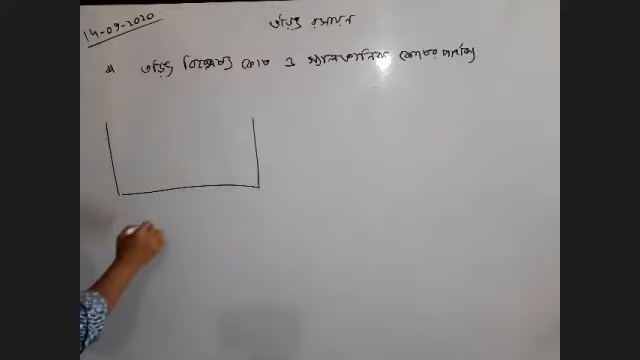 14-09-2020
তড়িৎ রসায়ন
* তড়িৎ বিশ্লেষ্য কোষ ও গ্যালভানিক কোষের পার্থক্য